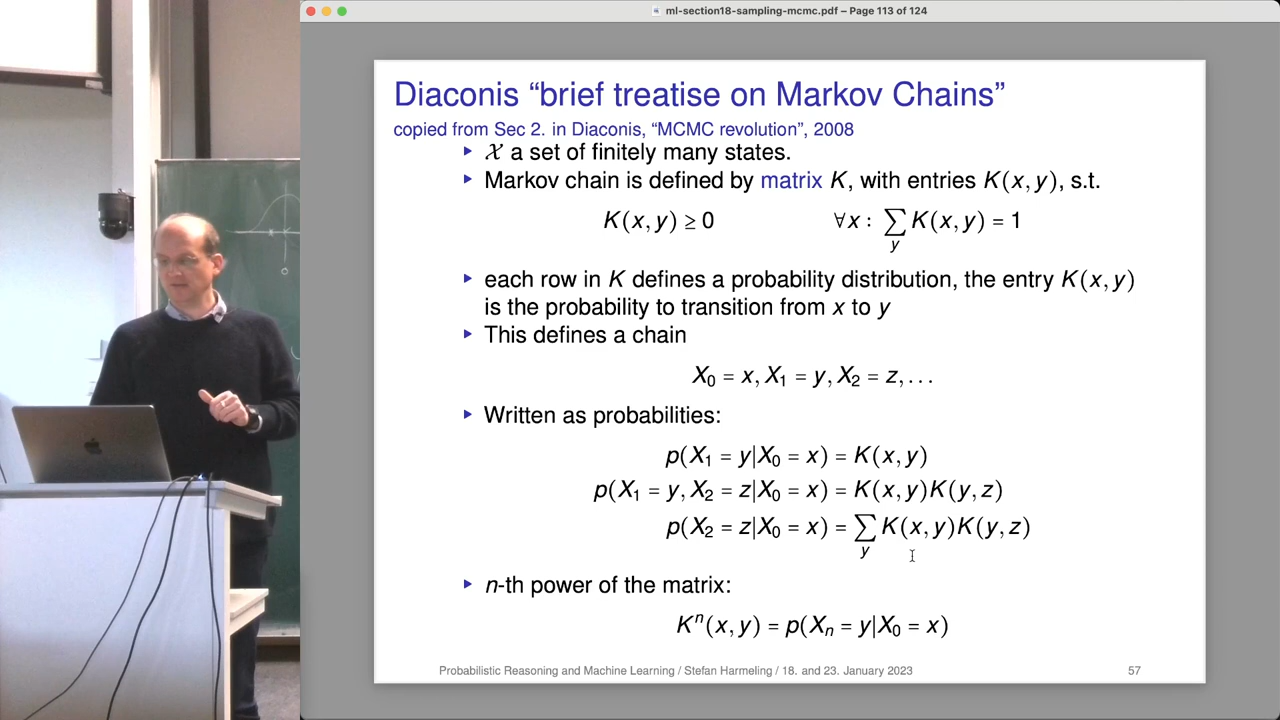 ml-section18-sampling-mcmc.pdf – Page 113 of 124
Diaconis “brief treatise on Markov Chains”
copied from Sec 2. in Diaconis, “MCMC revolution”, 2008
▸ 𝒳 a set of finitely many states.
▸ Markov chain is defined by matrix K, with entries K(x, y), s.t.
K(x, y) ≥ 0 ∀x : ∑_y K(x, y) = 1
▸ each row in K defines a probability distribution, the entry K(x, y)
is the probability to transition from x to y
▸ This defines a chain
X₀ = x, X₁ = y, X₂ = z, . . .
▸ Written as probabilities:
p(X₁ = y|X₀ = x) = K(x, y)
p(X₁ = y, X₂ = z|X₀ = x) = K(x, y)K(y, z)
p(X₂ = z|X₀ = x) = ∑_y K(x, y)K(y, z)
▸ n-th power of the matrix:
Kⁿ(x, y) = p(Xₙ = y|X₀ = x)
Probabilistic Reasoning and Machine Learning / Stefan Harmeling / 18. and 23. January 2023 57